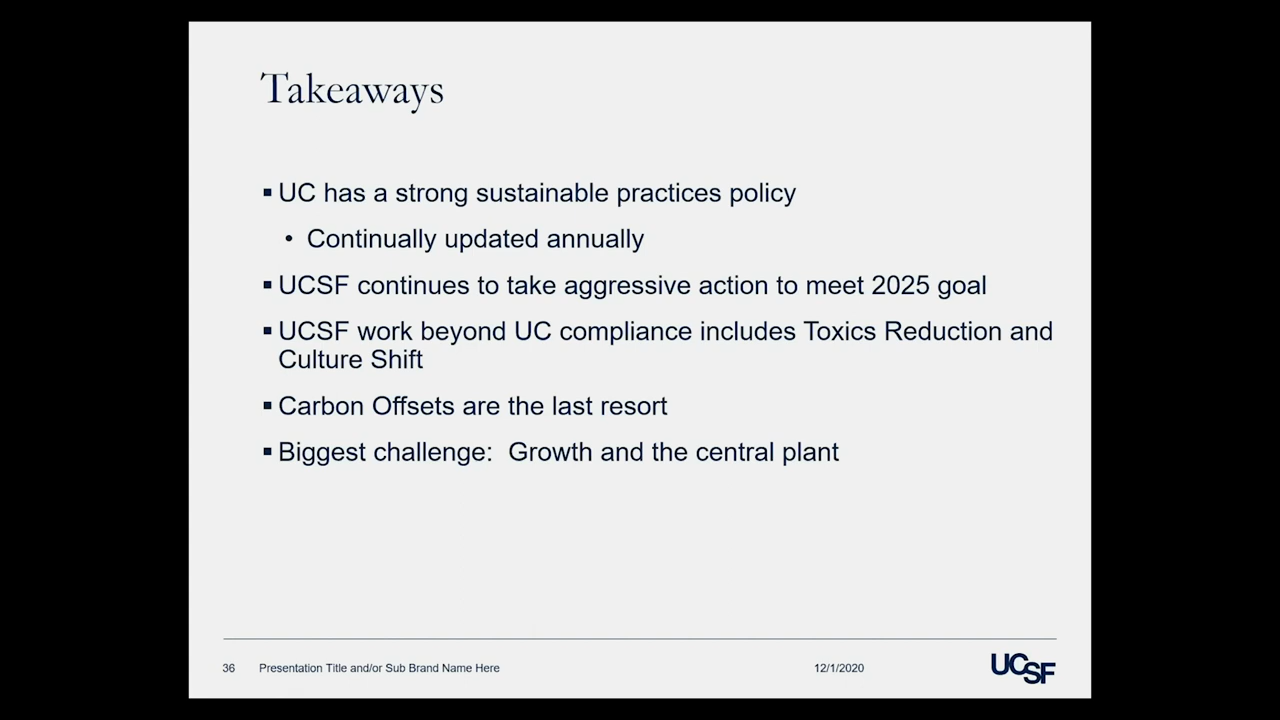 Takeaways
▪ UC has a strong sustainable practices policy
• Continually updated annually
▪ UCSF continues to take aggressive action to meet 2025 goal
▪ UCSF work beyond UC compliance includes Toxics Reduction and
Culture Shift
▪ Carbon Offsets are the last resort
▪ Biggest challenge:  Growth and the central plant
36 Presentation Title and/or Sub Brand Name Here 12/1/2020 UCSF